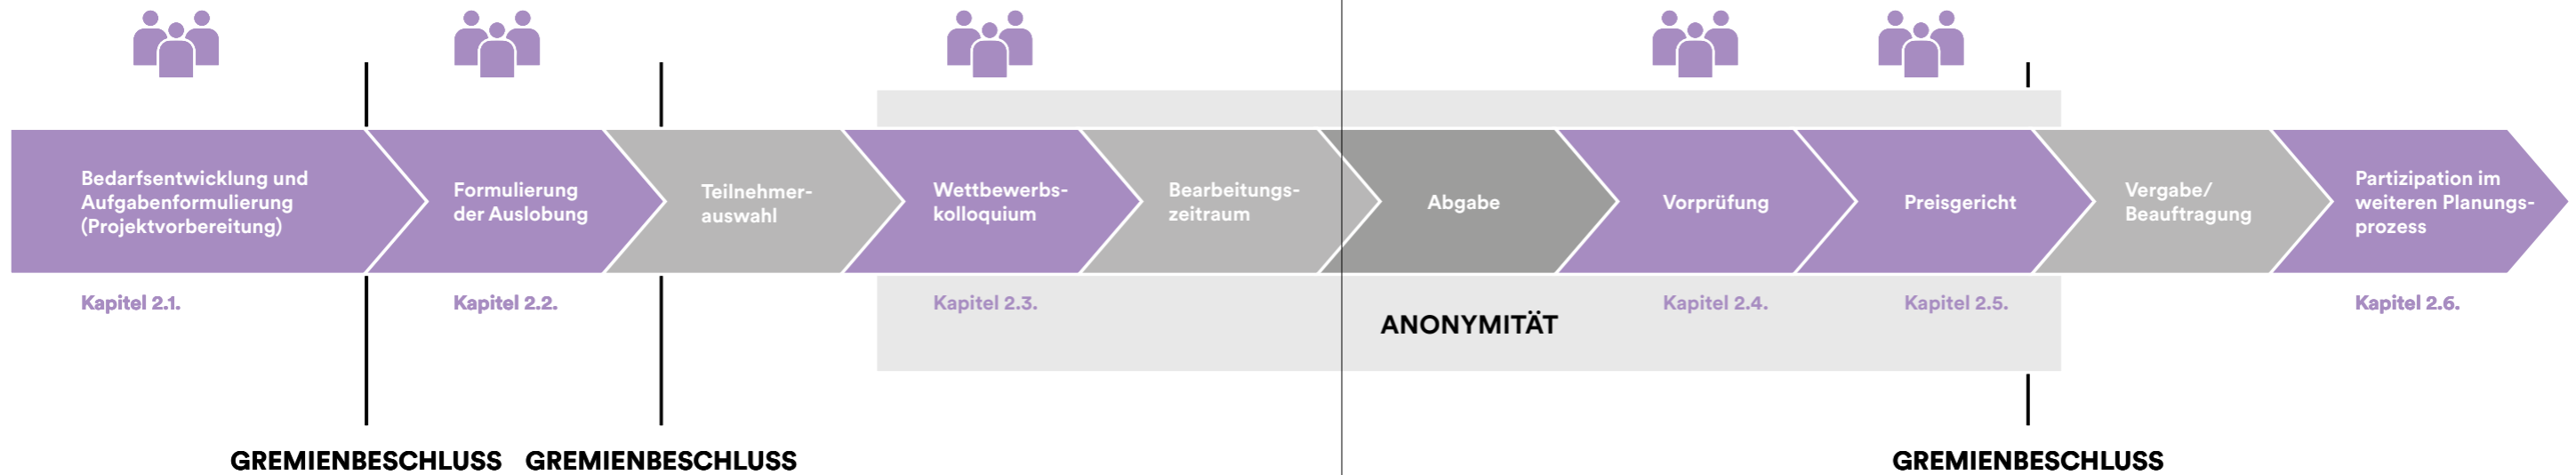 Bedarfsentwicklung und
Aufgabenformulierung
(Projektvorbereitung)
Formulierung
der Auslobung
Teilnehmer-
auswahl
Wettbewerbs-
kolloquium
Bearbeitungs-
zeitraum
Abgabe
Vorprüfung
Preisgericht
Vergabe/
Beauftragung
Partizipation im
weiteren Planungs-
prozess
Kapitel 2.1.
Kapitel 2.2.
Kapitel 2.3.
Kapitel 2.4.
Kapitel 2.5.
Kapitel 2.6.
ANONYMITÄT
GREMIENBESCHLUSS
GREMIENBESCHLUSS
GREMIENBESCHLUSS